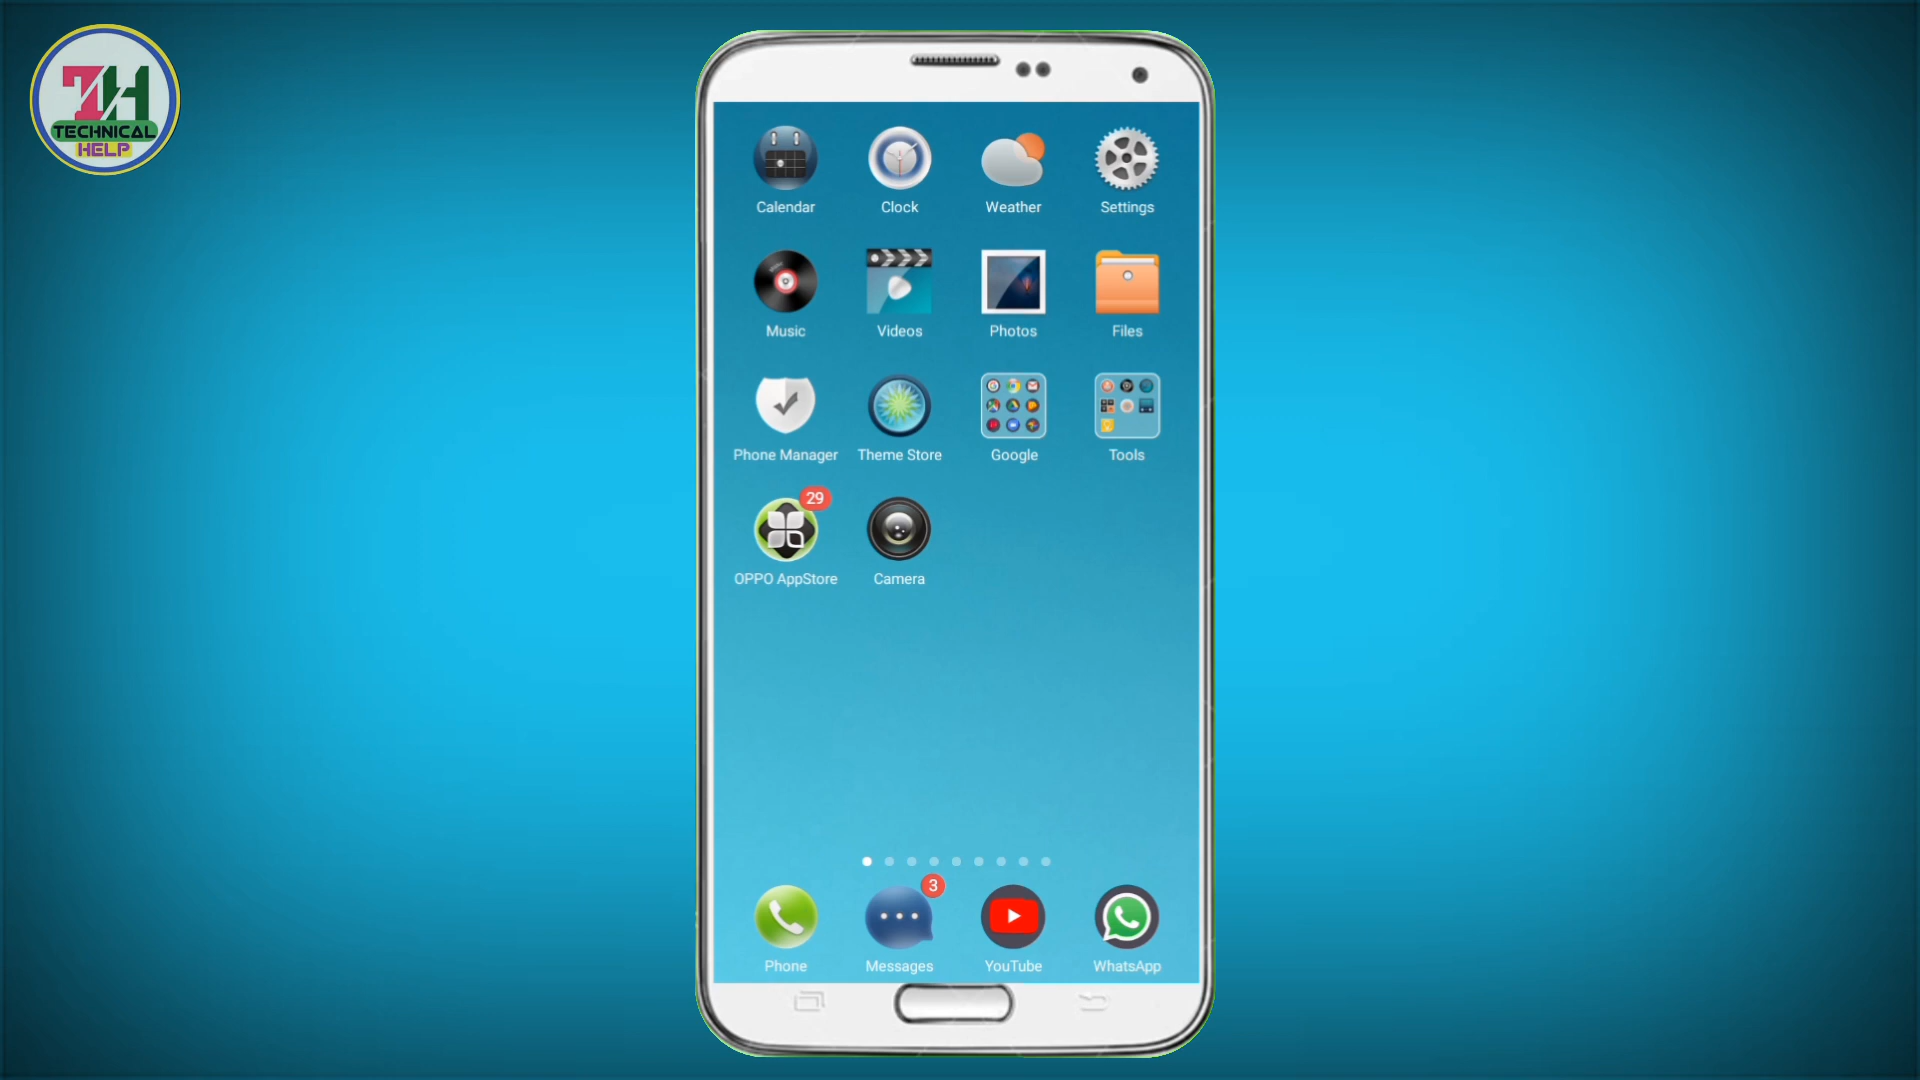 TH
TECHNICAL
HELP
Calendar Clock Weather Settings
Music Videos Photos Files
Phone Manager Theme Store Google Tools
29
OPPO AppStore Camera
3
Phone Messages YouTube WhatsApp